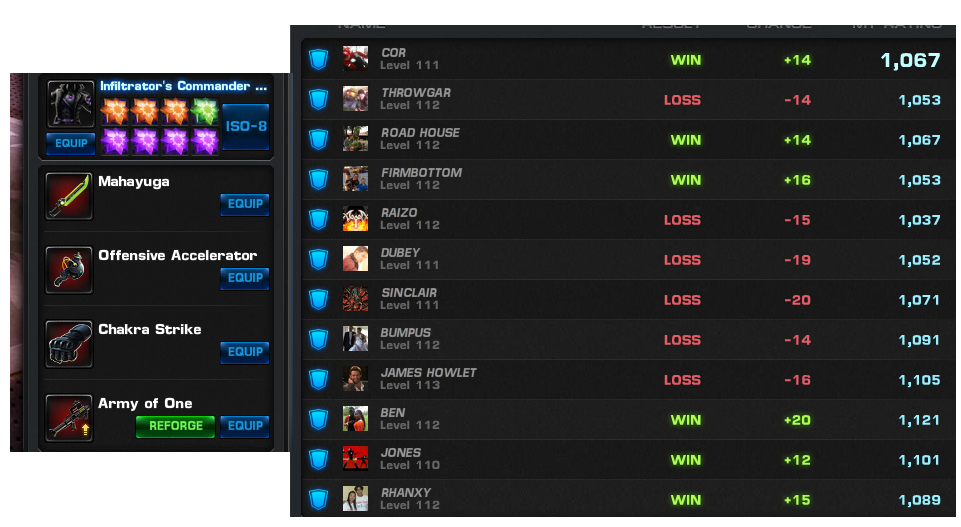 Infiltrator's Commander ...
ISO-8
EQUIP
Mahayuga
EQUIP
Offensive Accelerator
EQUIP
Chakra Strike
EQUIP
Army of One
REFORGE EQUIP
NAME RESULT CHANGE MY RATING
COR
Level 111
WIN +14 1,067
THROWGAR
Level 112
LOSS -14 1,053
ROAD HOUSE
Level 112
WIN +14 1,067
FIRMBOTTOM
Level 112
WIN +16 1,053
RAIZO
Level 112
LOSS -15 1,037
DUBEY
Level 111
LOSS -19 1,052
SINCLAIR
Level 111
LOSS -20 1,071
BUMPUS
Level 112
LOSS -14 1,091
JAMES HOWLET
Level 113
LOSS -16 1,105
BEN
Level 112
WIN +20 1,121
JONES
Level 110
WIN +12 1,101
RHANXY
Level 112
WIN +15 1,089